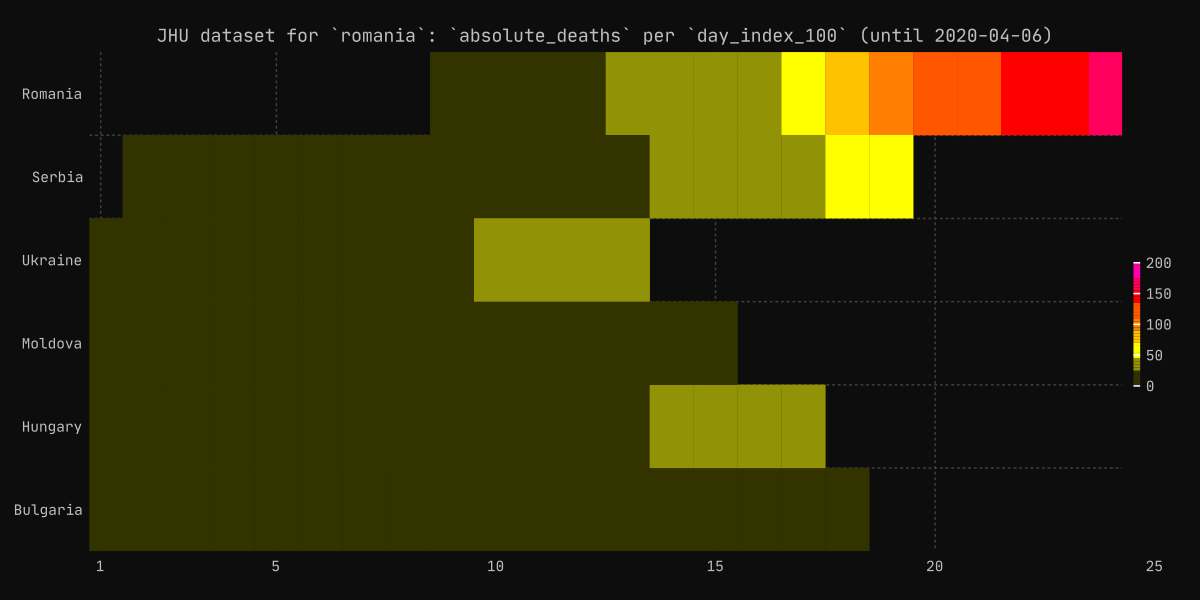 JHU dataset for `romania`: `absolute_deaths` per `day_index_100` (until 2020-04-06)
Romania
Serbia
Ukraine
Moldova
Hungary
Bulgaria
200
150
100
50
0
1 5 10 15 20 25